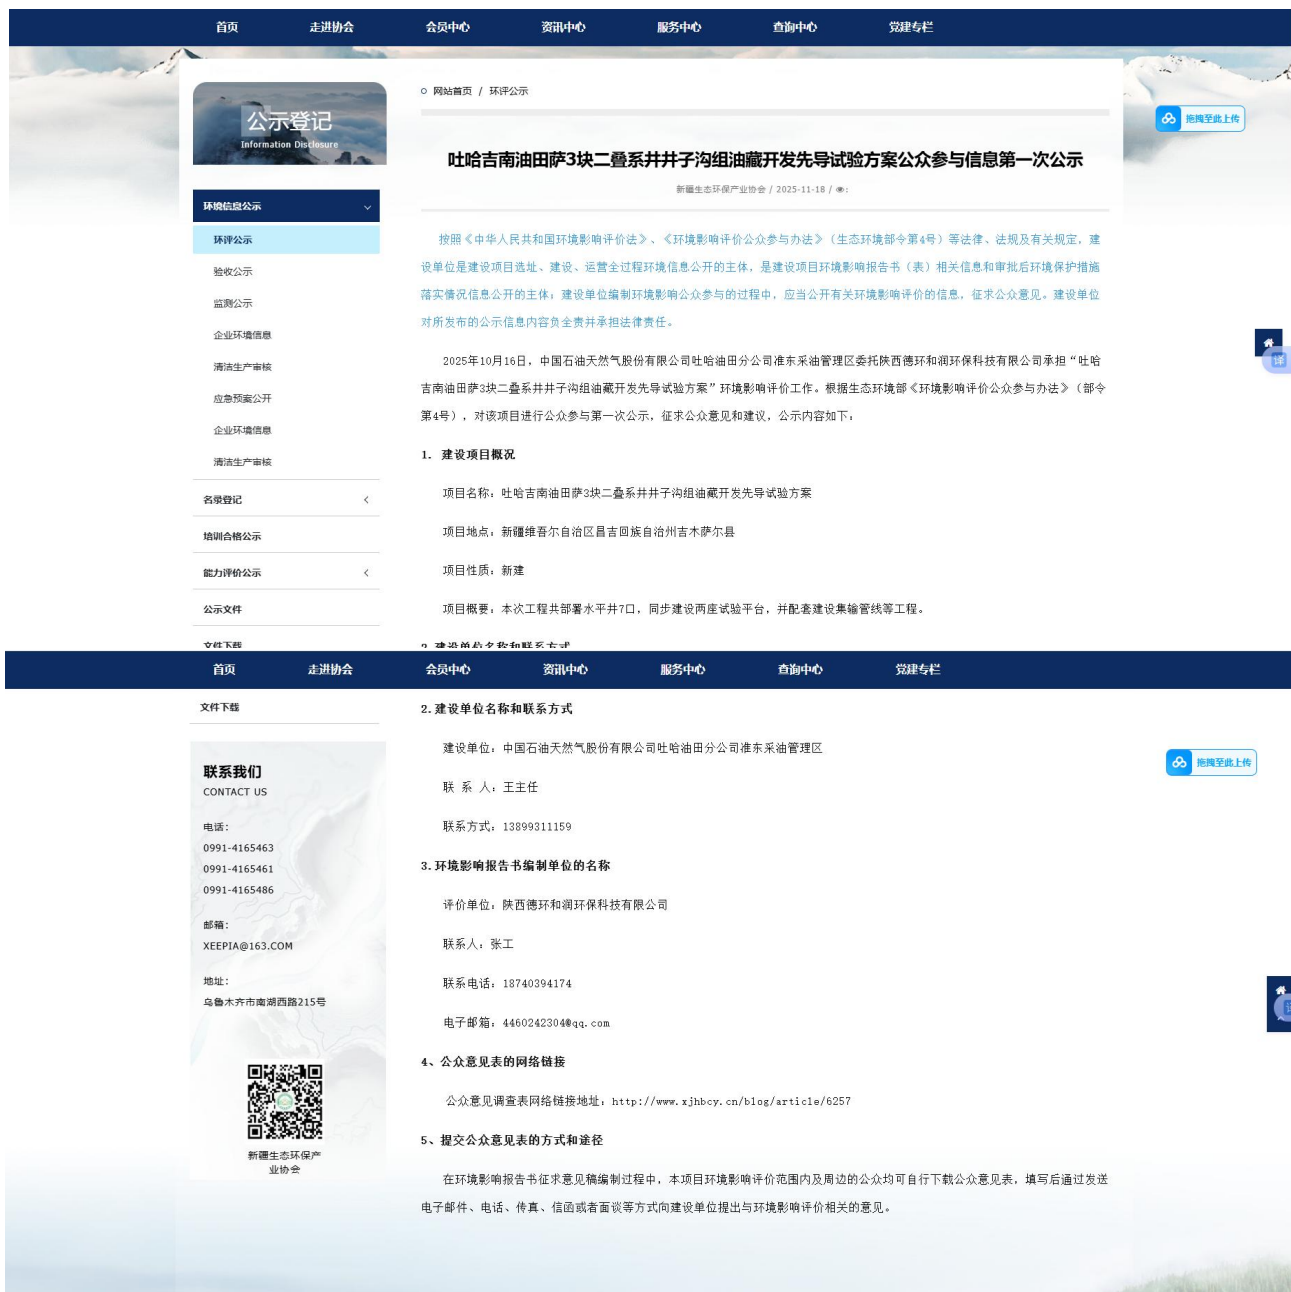 首页 走进协会 会员中心 资讯中心 服务中心 查询中心 党建专栏
公示登记
Information Disclosure
环境信息公示
环评公示
验收公示
监测公示
企业环境信息
清洁生产审核
应急预案公开
企业环境信息
清洁生产审核
名录登记
培训合格公示
能力评价公示
公示文件
文件下载
网站首页 / 环评公示
拖拽至此上传
吐哈吉南油田萨3块二叠系井井子沟组油藏开发先导试验方案公众参与信息第一次公示
新疆生态环保产业协会 / 2025-11-18 / :
按照《中华人民共和国环境影响评价法》、《环境影响评价公众参与办法》（生态环境部令第4号）等法律、法规及有关规定，建
设单位是建设项目选址、建设、运营全过程环境信息公开的主体，是建设项目环境影响报告书（表）相关信息和审批后环境保护措施
落实情况信息公开的主体；建设单位编制环境影响公众参与的过程中，应当公开有关环境影响评价的信息，征求公众意见。建设单位
对所发布的公示信息内容负全责并承担法律责任。
2025年10月16日，中国石油天然气股份有限公司吐哈油田分公司准东采油管理区委托陕西德环和润环保科技有限公司承担“吐哈
吉南油田萨3块二叠系井井子沟组油藏开发先导试验方案”环境影响评价工作。根据生态环境部《环境影响评价公众参与办法》（部令
第4号），对该项目进行公众参与第一次公示，征求公众意见和建议，公示内容如下：
1. 建设项目概况
项目名称：吐哈吉南油田萨3块二叠系井井子沟组油藏开发先导试验方案
项目地点：新疆维吾尔自治区昌吉回族自治州吉木萨尔县
项目性质：新建
项目概要：本次工程共部署水平井7口，同步建设两座试验平台，并配套建设集输管线等工程。
2.建设单位名称和联系方式
译
首页 走进协会 会员中心 资讯中心 服务中心 查询中心 党建专栏
文件下载
联系我们
CONTACT US
电话：
0991-4165463
0991-4165461
0991-4165486
邮箱：
XEEPIA@163.COM
地址：
乌鲁木齐市南湖西路215号
新疆生态环保产
业协会
2.建设单位名称和联系方式
建设单位：中国石油天然气股份有限公司吐哈油田分公司准东采油管理区
联 系 人：王主任
联系方式：13899311159
3.环境影响报告书编制单位的名称
评价单位：陕西德环和润环保科技有限公司
联系人：张工
联系电话：18740394174
电子邮箱：4460242304@qq.com
4、公众意见表的网络链接
公众意见调查表网络链接地址：http://www.xjhbcy.cn/blog/article/6257
5、提交公众意见表的方式和途径
在环境影响报告书征求意见稿编制过程中，本项目环境影响评价范围内及周边的公众均可自行下载公众意见表，填写后通过发送
电子邮件、电话、传真、信函或者面谈等方式向建设单位提出与环境影响评价相关的意见。
拖拽至此上传